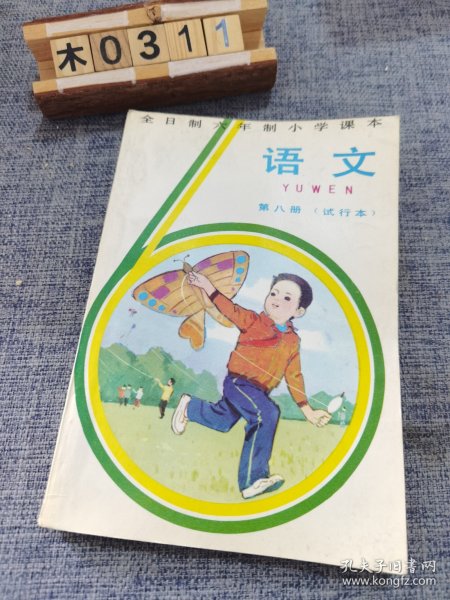 木0311
全日制六年制小学课本
语文
YUWEN
第八册（试行本）
孔夫子旧书网
www.kongfz.com